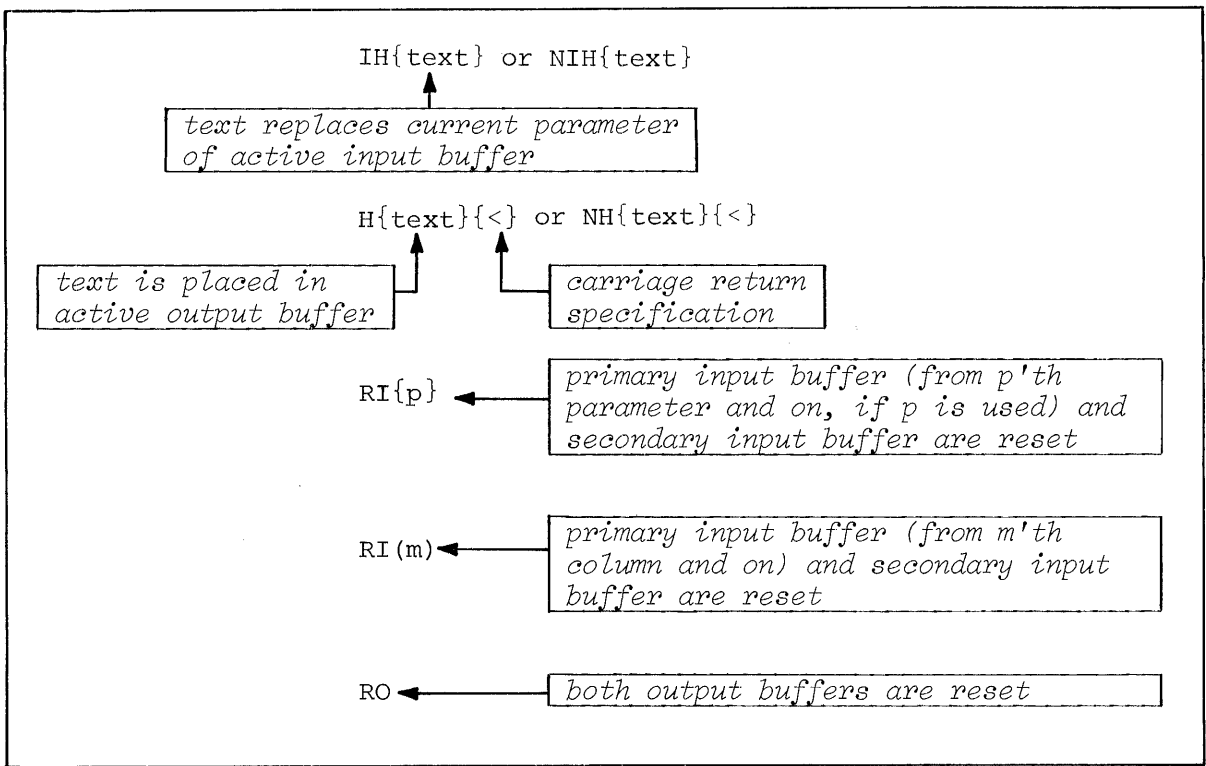 IH{text} or NIH{text}
text replaces current parameter
of active input buffer
H{text}{<} or NH{text}{<}
text is placed in
active output buffer
carriage return
specification
RI{p}
primary input buffer (from p'th
parameter and on, if p is used) and
secondary input buffer are reset
RI(m)
primary input buffer (from m'th
column and on) and secondary input
buffer are reset
RO
both output buffers are reset